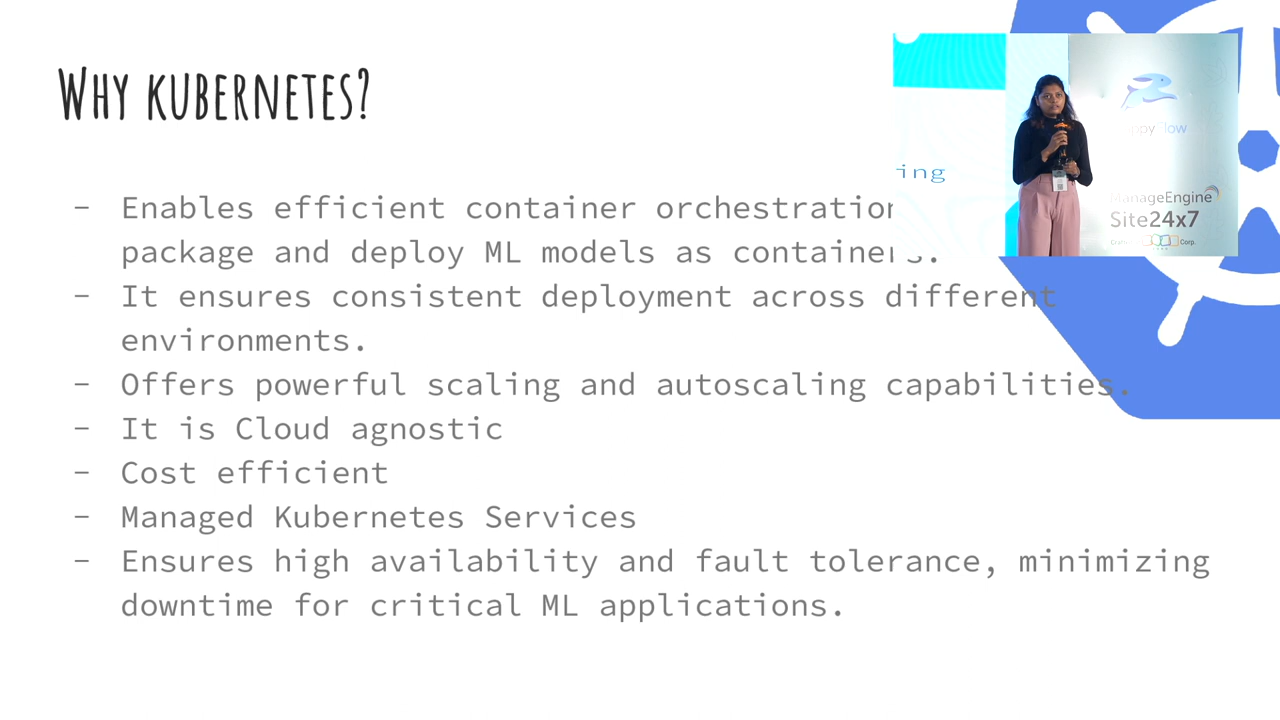 WHY KUBERNETES?
- Enables efficient container orchestration
package and deploy ML models as containers.
- It ensures consistent deployment across different
environments.
- Offers powerful scaling and autoscaling capabilities.
- It is Cloud agnostic
- Cost efficient
- Managed Kubernetes Services
- Ensures high availability and fault tolerance, minimizing
downtime for critical ML applications.
ing
ManageEngine
Site24x7
Corp.